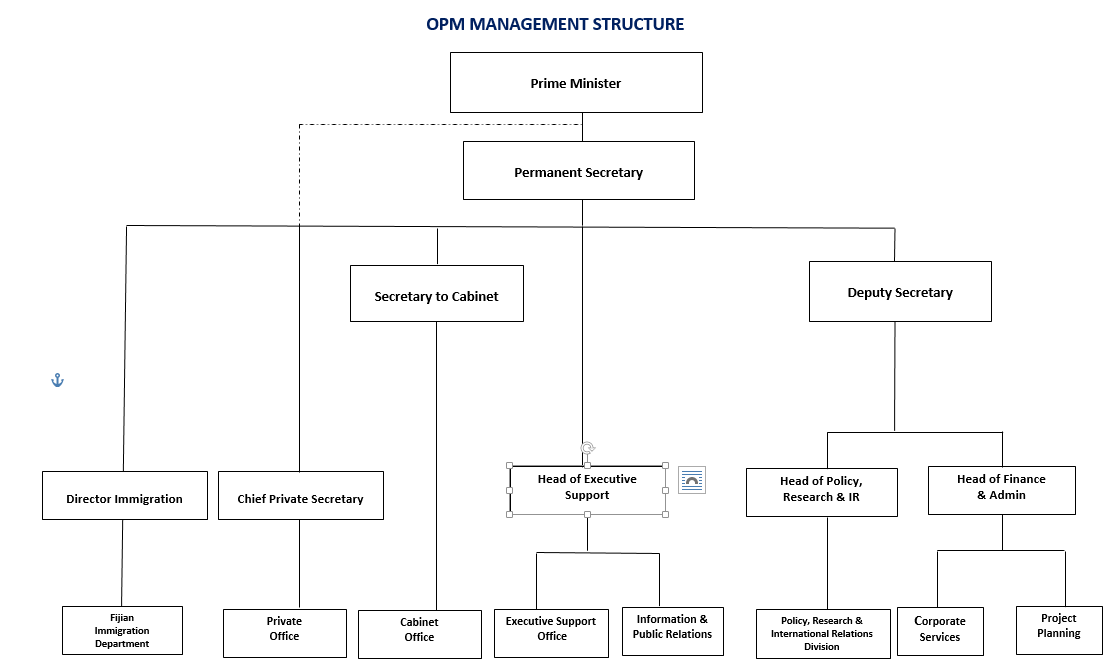 OPM MANAGEMENT STRUCTURE
Prime Minister
Permanent Secretary
Secretary to Cabinet
Deputy Secretary
Director Immigration
Chief Private Secretary
Head of Executive
Support
Head of Policy,
Research & IR
Head of Finance
& Admin
Fijian
Immigration
Department
Private
Office
Cabinet
Office
Executive Support
Office
Information &
Public Relations
Policy, Research &
International Relations
Division
Corporate
Services
Project
Planning